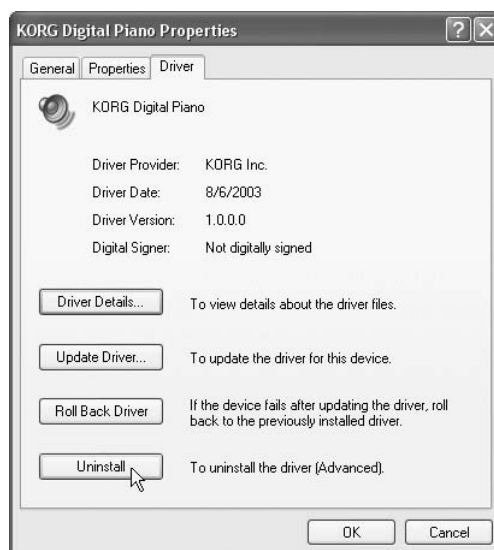 KORG Digital Piano Properties
General Properties Driver
KORG Digital Piano
Driver Provider: KORG Inc.
Driver Date: 8/6/2003
Driver Version: 1.0.0.0
Digital Signer: Not digitally signed
Driver Details... To view details about the driver files.
Update Driver... To update the driver for this device.
Roll Back Driver If the device fails after updating the driver, roll
back to the previously installed driver.
Uninstall To uninstall the driver (Advanced).
OK Cancel